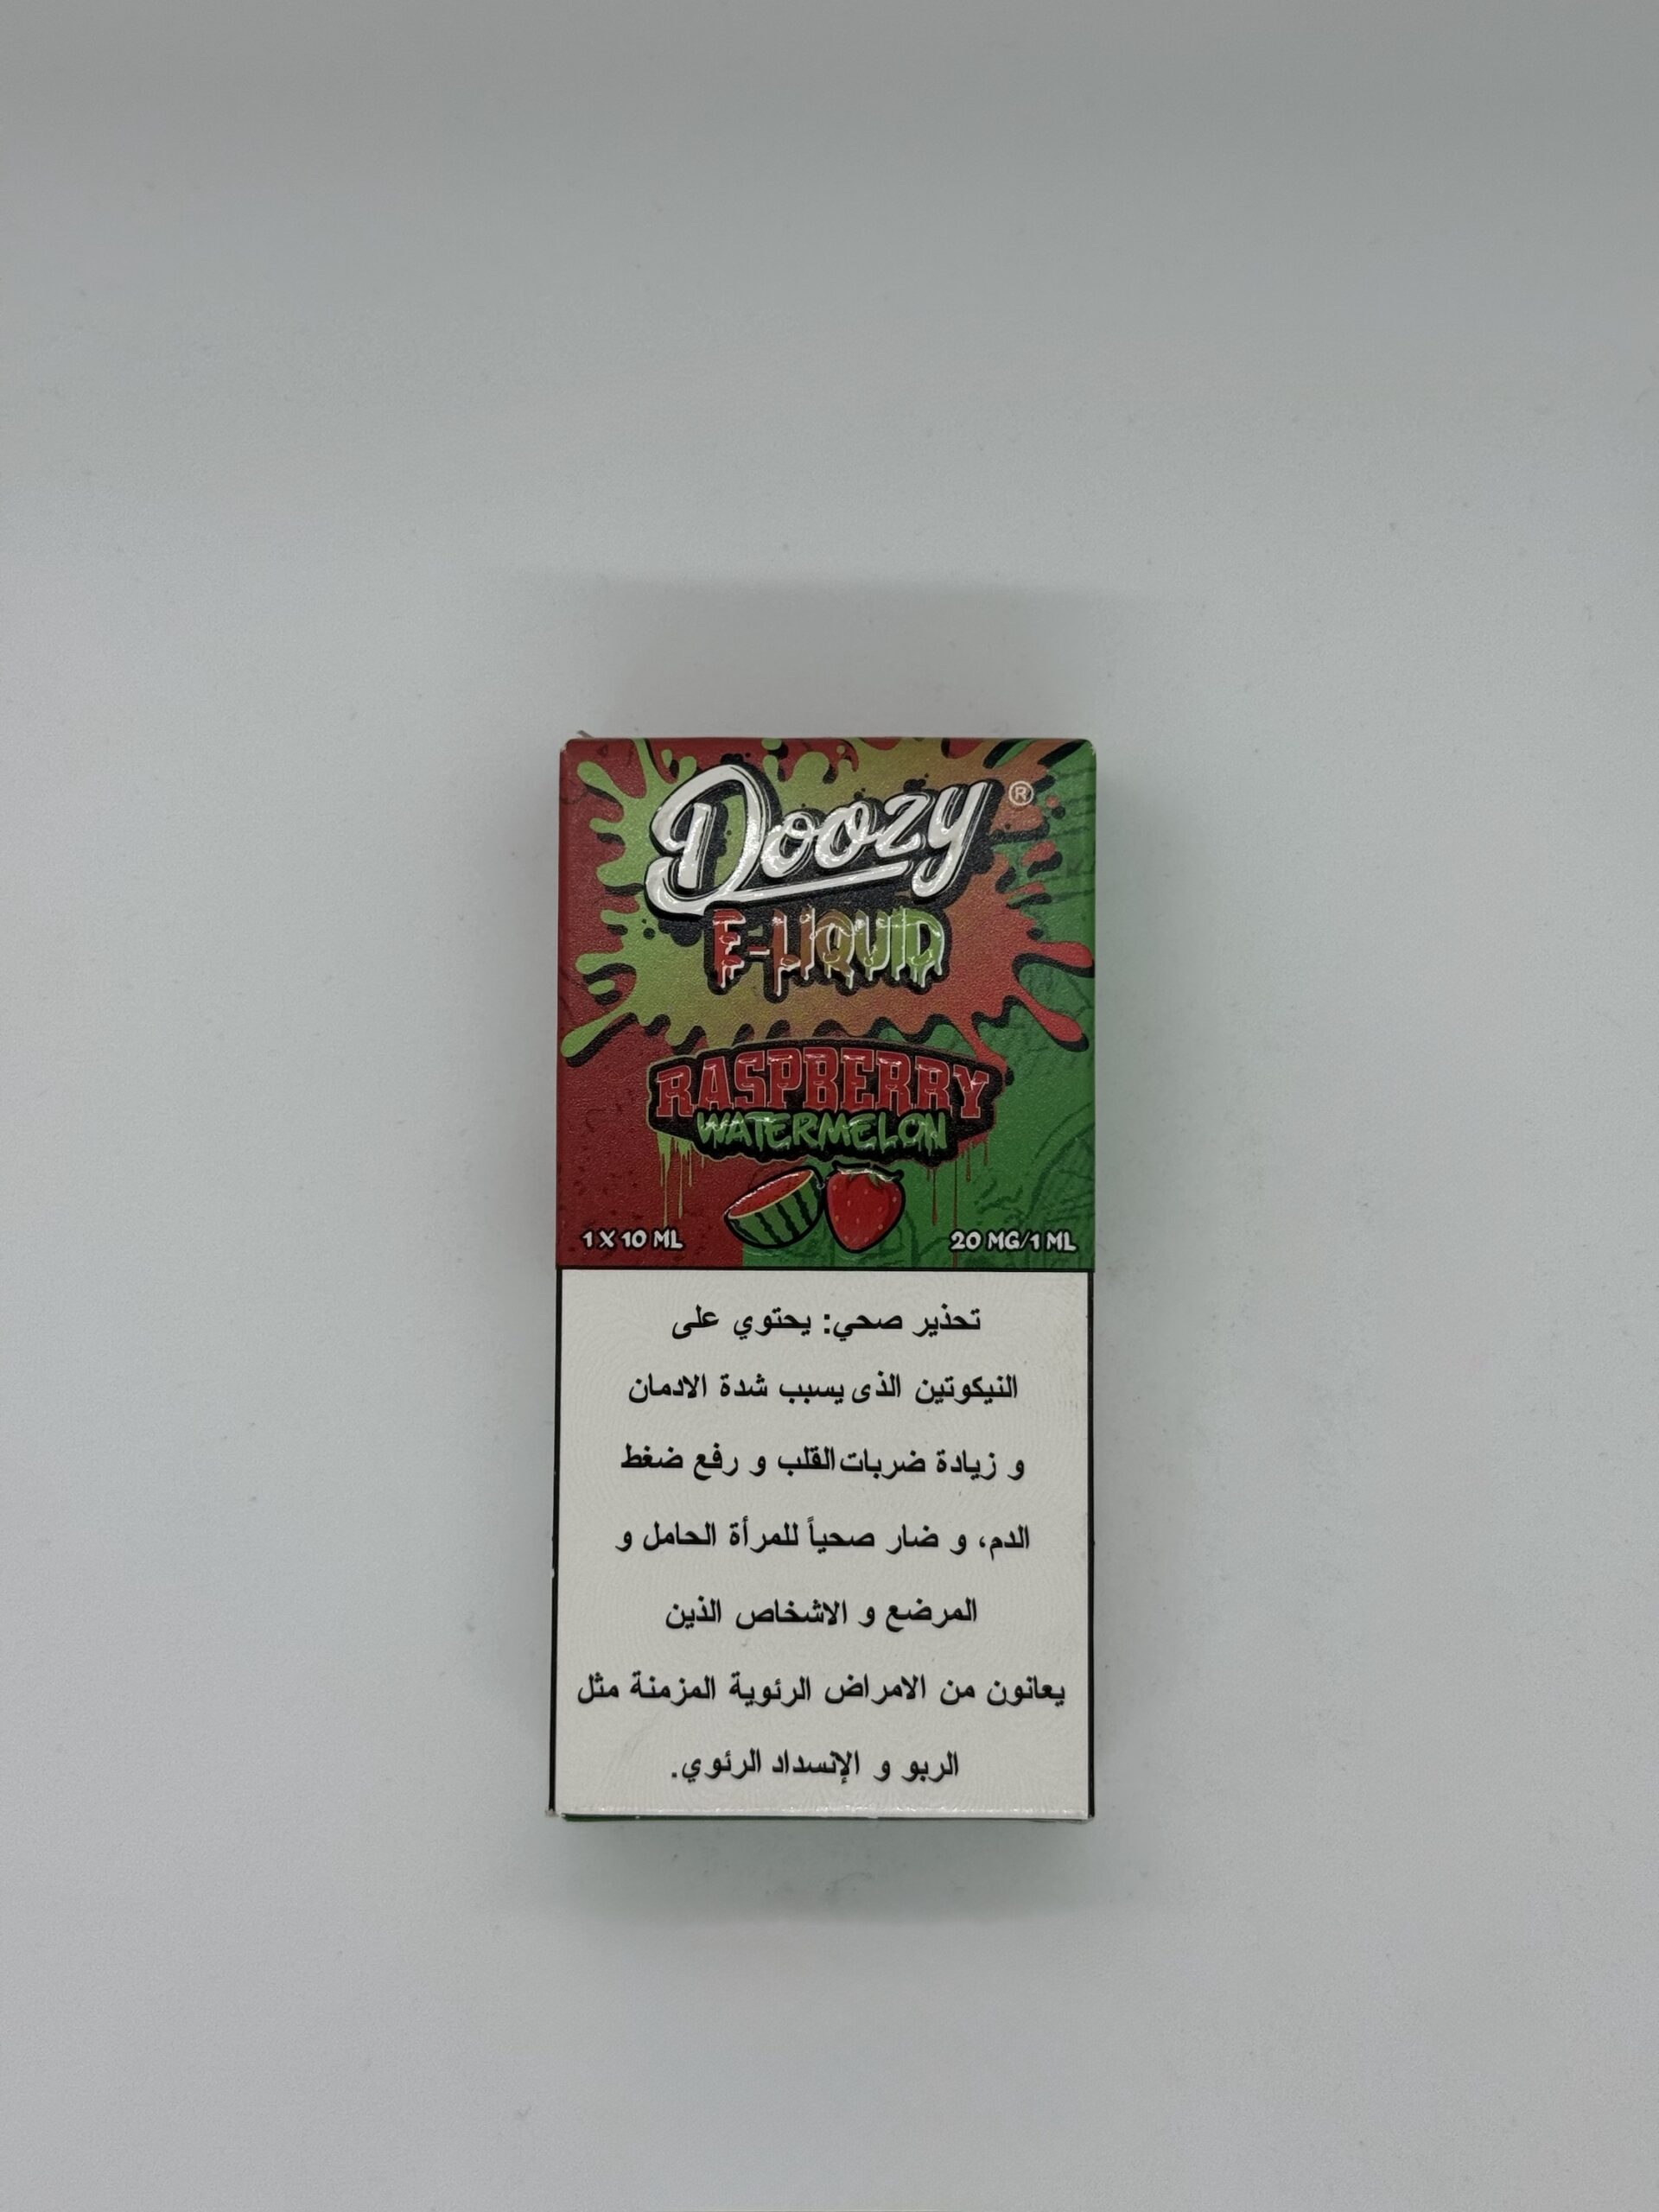 Doozy ®
E-LIQUID
RASPBERRY
WATERMELON
1 X 10 ML
20 MG/1 ML
تحذير صحي: يحتوي على
النيكوتين الذى يسبب شدة الادمان
و زيادة ضربات القلب و رفع ضغط
الدم، و ضار صحياً للمرأة الحامل و
المرضع و الاشخاص الذين
يعانون من الامراض الرئوية المزمنة مثل
الربو و الإنسداد الرئوي.